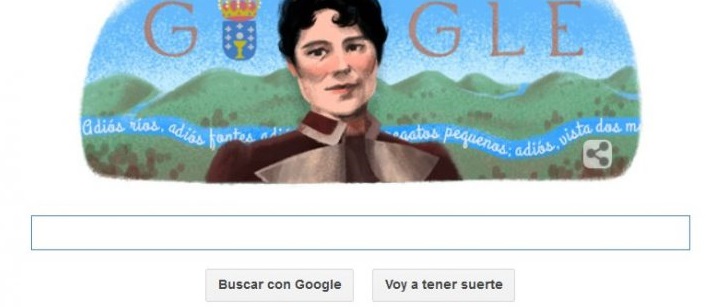 G GLE
Adiós ríos, adiós fontes regatos pequenos; adiós, vista dos
Buscar con Google
Voy a tener suerte